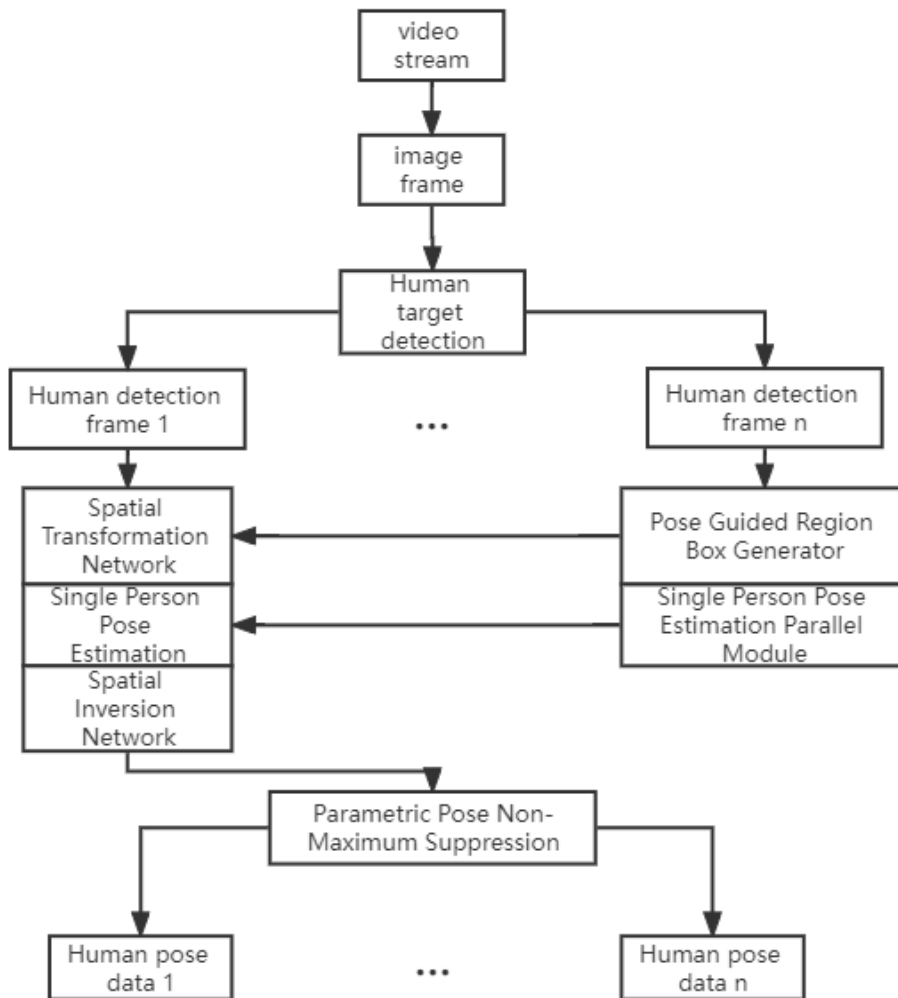 video
stream
image
frame
Human
target
detection
Human detection
frame 1
...
Human detection
frame n
Spatial
Transformation
Network
Pose Guided Region
Box Generator
Single Person
Pose
Estimation
Single Person Pose
Estimation Parallel
Module
Spatial
Inversion
Network
Parametric Pose Non-
Maximum Suppression
Human pose
data 1
...
Human pose
data n